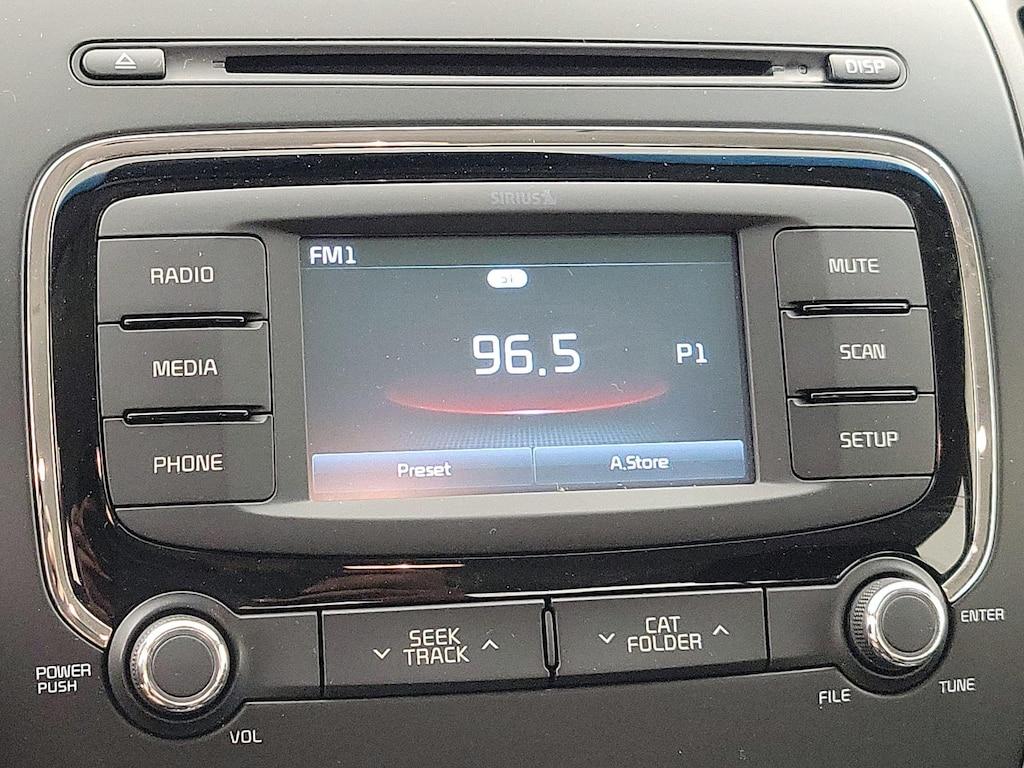 DISP
SIRIUS
FM1
ST
RADIO
MUTE
96.5
P1
MEDIA
SCAN
PHONE
Preset
A.Store
SETUP
SEEK
TRACK
CAT
FOLDER
POWER
PUSH
VOL
ENTER
FILE
TUNE